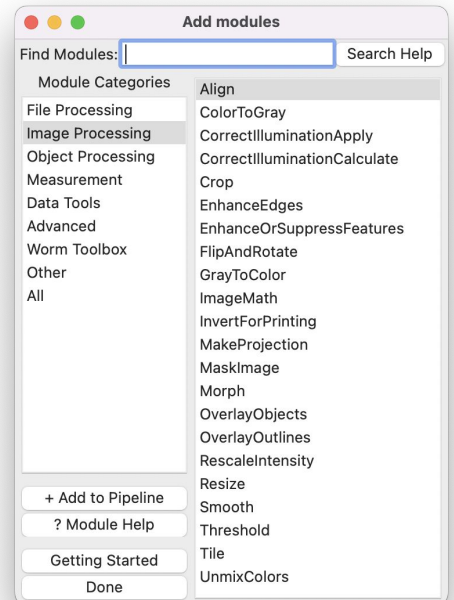 Add modules
Find Modules:
Search Help
Module Categories
File Processing
Image Processing
Object Processing
Measurement
Data Tools
Advanced
Worm Toolbox
Other
All
Align
ColorToGray
CorrectIlluminationApply
CorrectIlluminationCalculate
Crop
EnhanceEdges
EnhanceOrSuppressFeatures
FlipAndRotate
GrayToColor
ImageMath
InvertForPrinting
MakeProjection
MaskImage
Morph
OverlayObjects
OverlayOutlines
RescaleIntensity
Resize
Smooth
Threshold
Tile
UnmixColors
+ Add to Pipeline
? Module Help
Getting Started
Done